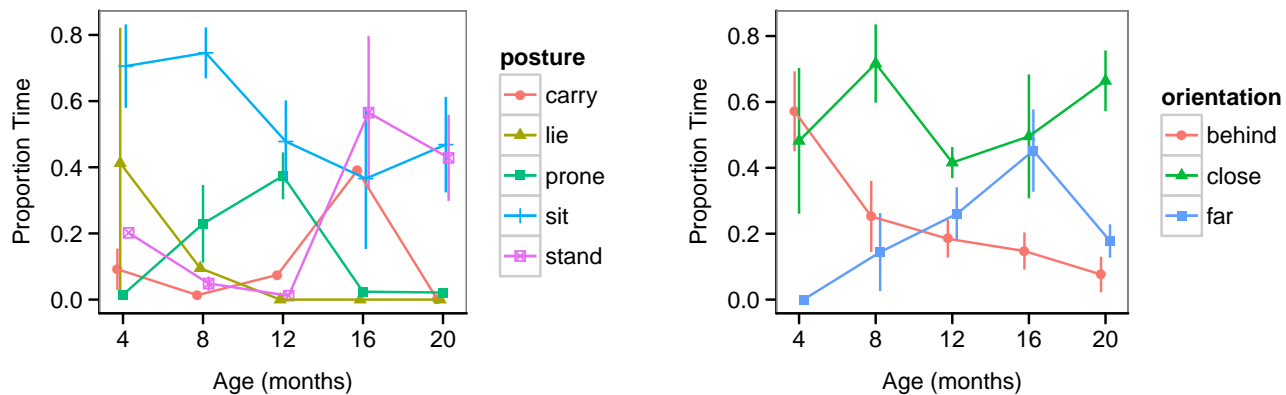 Proportion Time
0.8
0.6
0.4
0.2
0.0
4 8 12 16 20
Age (months)
posture
carry
lie
prone
sit
stand
Proportion Time
0.8
0.6
0.4
0.2
0.0
4 8 12 16 20
Age (months)
orientation
behind
close
far